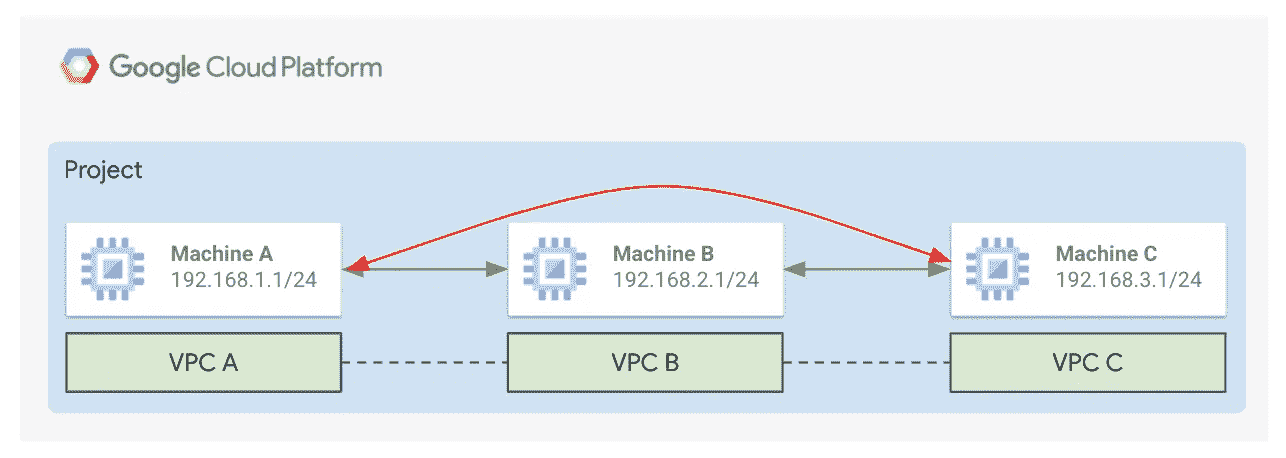 Google Cloud Platform
Project
Machine A
192.168.1.1/24
Machine B
192.168.2.1/24
Machine C
192.168.3.1/24
VPC A
VPC B
VPC C